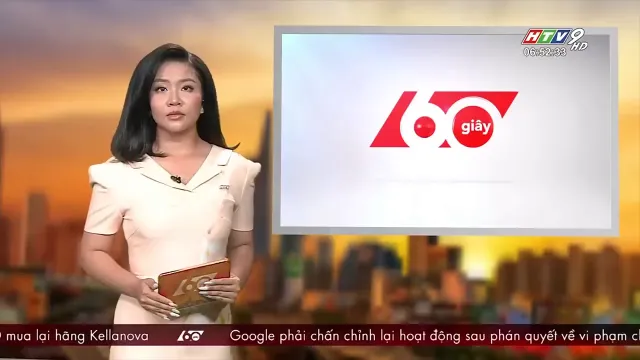 HTV9
HD
06:52:33
60
giây
60
mua lại hãng Kellanova
60
Google phải chấn chỉnh lại hoạt động sau phán quyết về vi phạm